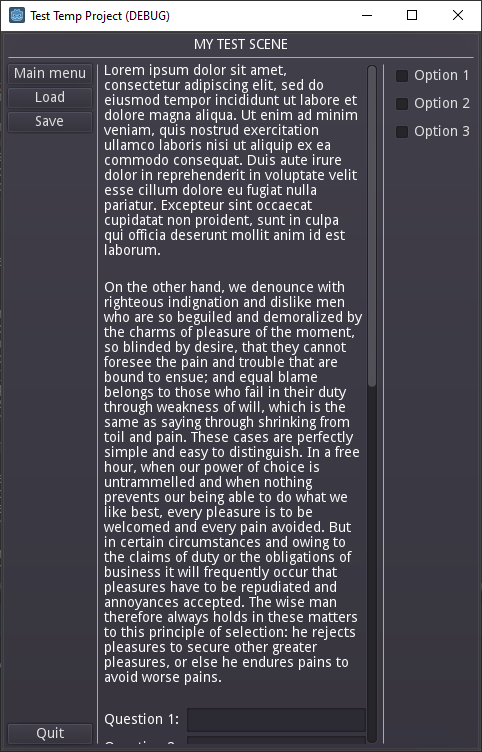 Test Temp Project (DEBUG)
MY TEST SCENE
Main menu
Load
Save
Lorem ipsum dolor sit amet,
consectetur adipiscing elit, sed do
eiusmod tempor incididunt ut labore et
dolore magna aliqua. Ut enim ad minim
veniam, quis nostrud exercitation
ullamco laboris nisi ut aliquip ex ea
commodo consequat. Duis aute irure
dolor in reprehenderit in voluptate velit
esse cillum dolore eu fugiat nulla
pariatur. Excepteur sint occaecat
cupidatat non proident, sunt in culpa
qui officia deserunt mollit anim id est
laborum.
On the other hand, we denounce with
righteous indignation and dislike men
who are so beguiled and demoralized by
the charms of pleasure of the moment,
so blinded by desire, that they cannot
foresee the pain and trouble that are
bound to ensue; and equal blame
belongs to those who fail in their duty
through weakness of will, which is the
same as saying through shrinking from
toil and pain. These cases are perfectly
simple and easy to distinguish. In a free
hour, when our power of choice is
untrammelled and when nothing
prevents our being able to do what we
like best, every pleasure is to be
welcomed and every pain avoided. But
in certain circumstances and owing to
the claims of duty or the obligations of
business it will frequently occur that
pleasures have to be repudiated and
annoyances accepted. The wise man
therefore always holds in these matters
to this principle of selection: he rejects
pleasures to secure other greater
pleasures, or else he endures pains to
avoid worse pains.
Question 1:
Option 1
Option 2
Option 3
Quit